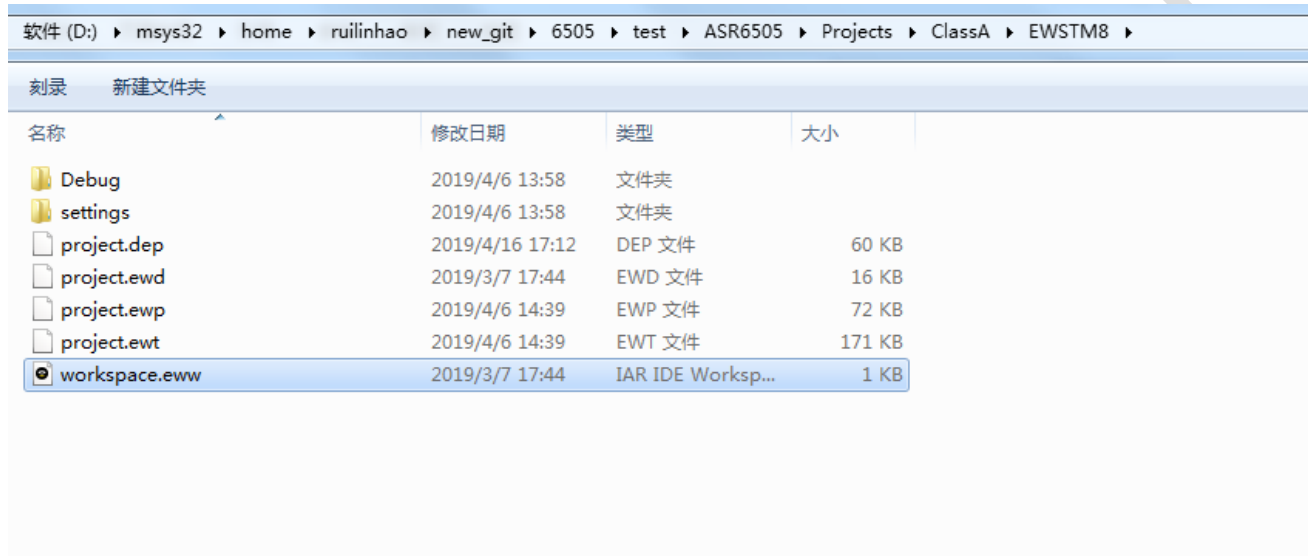 软件 (D:) ▸ msys32 ▸ home ▸ ruilinhao ▸ new_git ▸ 6505 ▸ test ▸ ASR6505 ▸ Projects ▸ ClassA ▸ EWSTM8 ▸
刻录 新建文件夹
名称 修改日期 类型 大小
Debug 2019/4/6 13:58 文件夹
settings 2019/4/6 13:58 文件夹
project.dep 2019/4/16 17:12 DEP 文件 60 KB
project.ewd 2019/3/7 17:44 EWD 文件 16 KB
project.ewp 2019/4/6 14:39 EWP 文件 72 KB
project.ewt 2019/4/6 14:39 EWT 文件 171 KB
workspace.eww 2019/3/7 17:44 IAR IDE Worksp... 1 KB